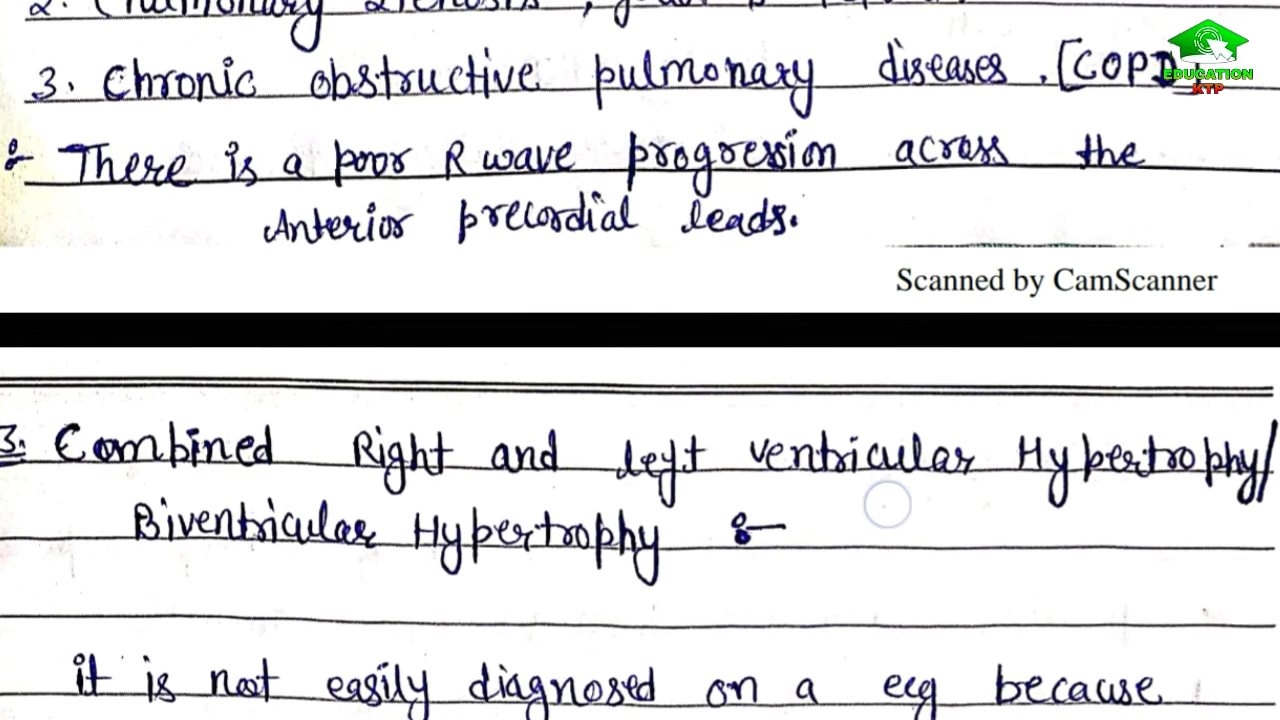 3. Chronic obstructive pulmonary diseases. [COPD]
EDUCATION
KTP
:- There is a poor R wave progression across the
Anterior precordial leads.
Scanned by CamScanner
3. Combined Right and left ventricular Hypertrophy/
Biventricular Hypertrophy :-
it is not easily diagnosed on a ecg because